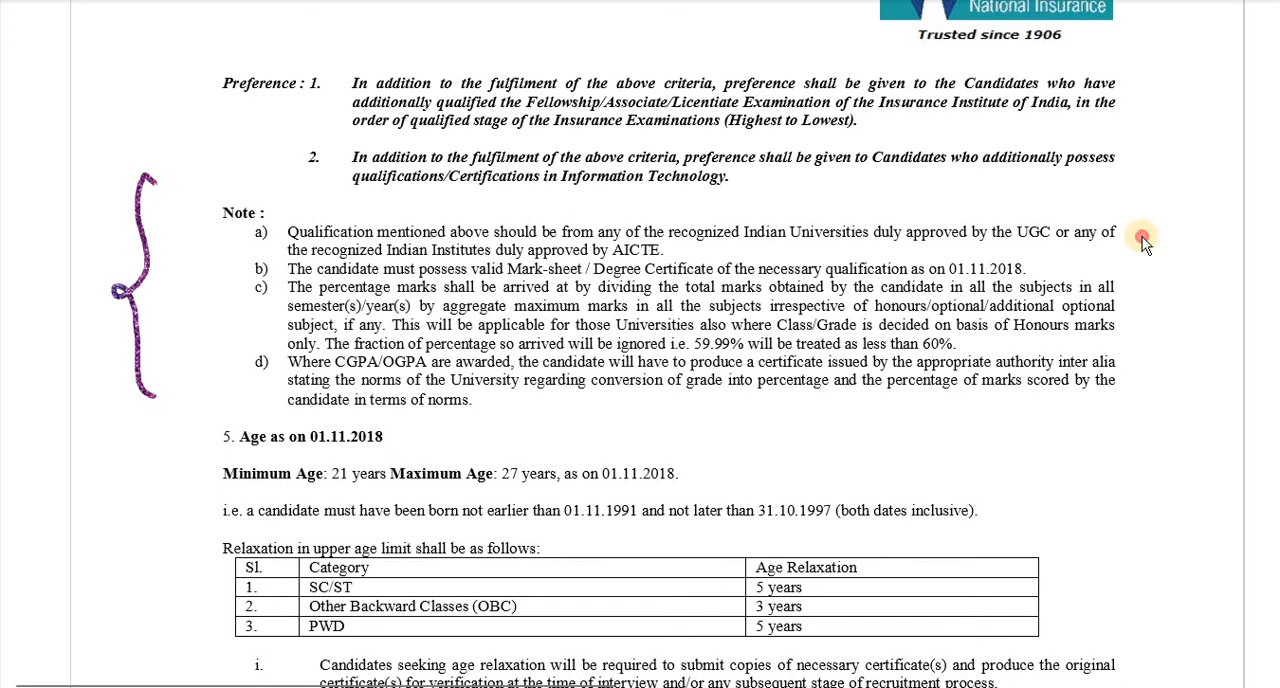 National Insurance
Trusted since 1906
Preference : 1. In addition to the fulfilment of the above criteria, preference shall be given to the Candidates who have
additionally qualified the Fellowship/Associate/Licentiate Examination of the Insurance Institute of India, in the
order of qualified stage of the Insurance Examinations (Highest to Lowest).
2. In addition to the fulfilment of the above criteria, preference shall be given to Candidates who additionally possess
qualifications/Certifications in Information Technology.
Note :
a) Qualification mentioned above should be from any of the recognized Indian Universities duly approved by the UGC or any of
the recognized Indian Institutes duly approved by AICTE.
b) The candidate must possess valid Mark-sheet / Degree Certificate of the necessary qualification as on 01.11.2018.
c) The percentage marks shall be arrived at by dividing the total marks obtained by the candidate in all the subjects in all
semester(s)/year(s) by aggregate maximum marks in all the subjects irrespective of honours/optional/additional optional
subject, if any. This will be applicable for those Universities also where Class/Grade is decided on basis of Honours marks
only. The fraction of percentage so arrived will be ignored i.e. 59.99% will be treated as less than 60%.
d) Where CGPA/OGPA are awarded, the candidate will have to produce a certificate issued by the appropriate authority inter alia
stating the norms of the University regarding conversion of grade into percentage and the percentage of marks scored by the
candidate in terms of norms.
5. Age as on 01.11.2018
Minimum Age: 21 years Maximum Age: 27 years, as on 01.11.2018.
i.e. a candidate must have been born not earlier than 01.11.1991 and not later than 31.10.1997 (both dates inclusive).
Relaxation in upper age limit shall be as follows:
Sl. Category Age Relaxation
1. SC/ST 5 years
2. Other Backward Classes (OBC) 3 years
3. PWD 5 years
i. Candidates seeking age relaxation will be required to submit copies of necessary certificate(s) and produce the original
certificate(s) for verification at the time of interview and/or any subsequent stage of recruitment process.